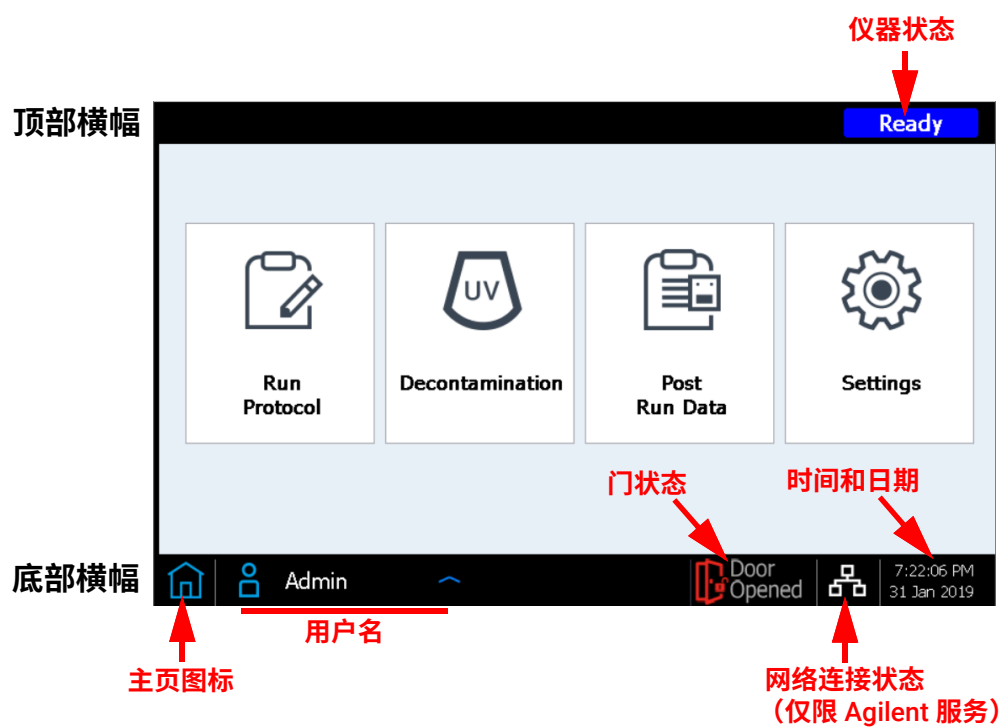 仪器状态
顶部横幅
Ready
UV
Run
Protocol
Decontamination
Post
Run Data
Settings
门状态
时间和日期
底部横幅
Admin
Door
Opened
7:22:06 PM
31 Jan 2019
用户名
主页图标
网络连接状态
（仅限 Agilent 服务）